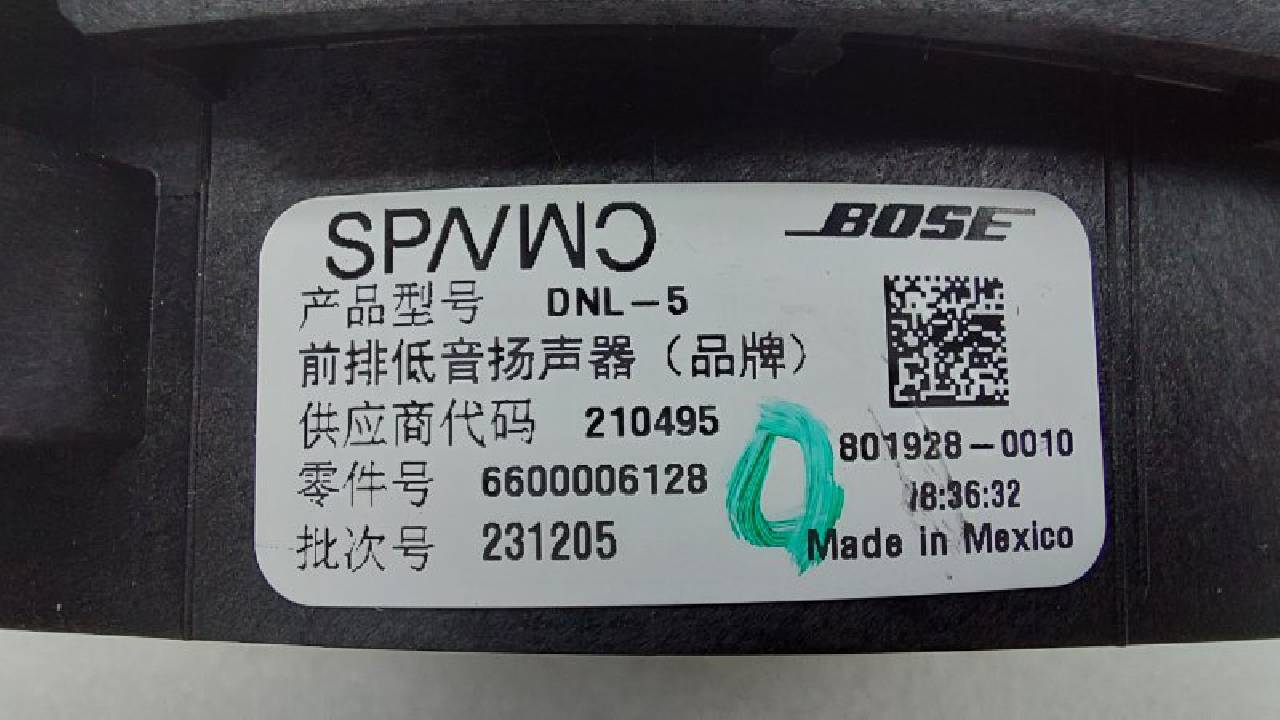 SPVMC
BOSE
产品型号 DNL-5
前排低音扬声器（品牌）
供应商代码 210495
801928-0010
零件号 6600006128
18:36:32
批次号 231205
Made in Mexico